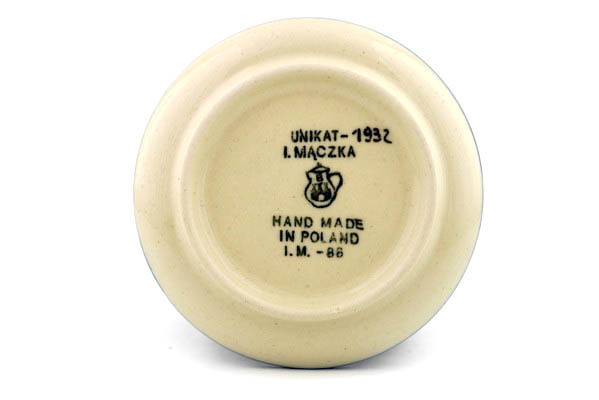 UNIKAT-1932
I. MĄCZKA
B
HAND MADE
IN POLAND
I.M. -86